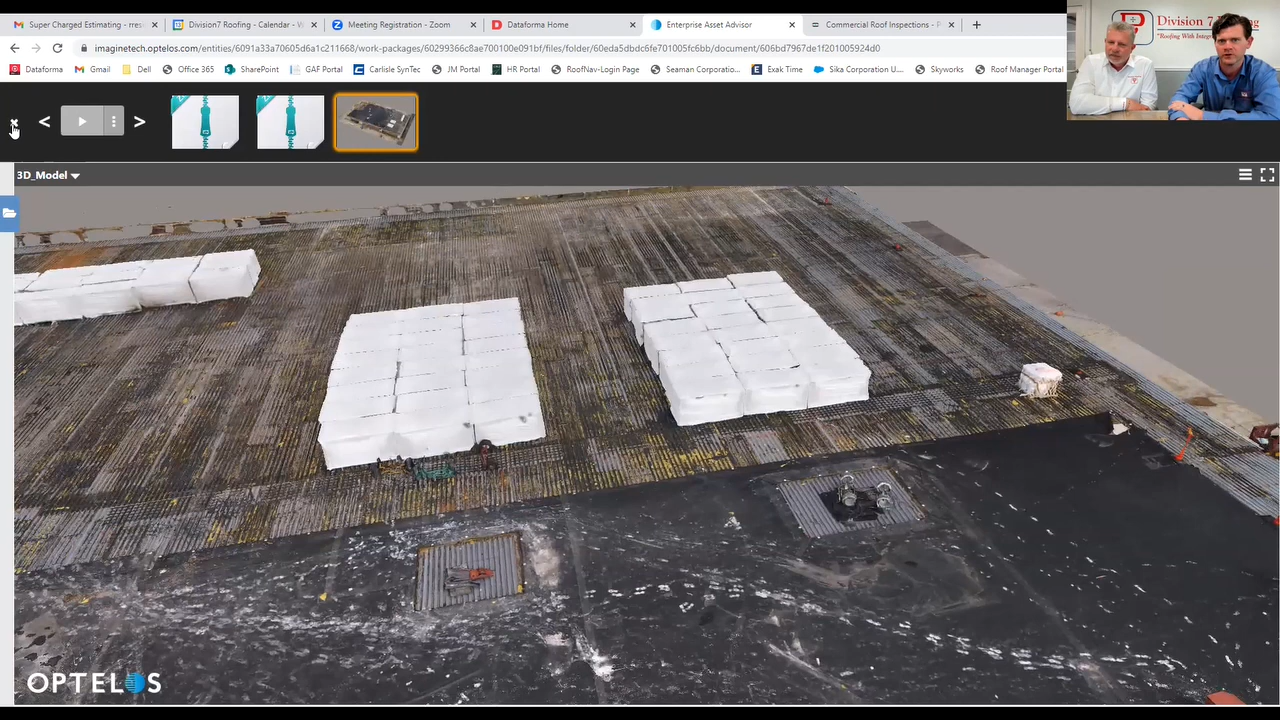 Super Charged Estimating - rres
Division7 Roofing - Calendar - W
Meeting Registration - Zoom
Dataforma Home
Enterprise Asset Advisor
Commercial Roof Inspections - P
imaginetech.optelos.com/entities/6091a33a70605d6a1c211668/work-packages/602993f8b3/files/folder/60eda5dbdc6fe701005fc6bb/document/606bd7967de1f201005924d0
Dataforma
Gmail
Dell
Office 365
SharePoint
GAF Portal
Carlisle SynTec
JM Portal
HR Portal
RoofNav-Login Page
Seaman Corporatio...
Exak Time
Sika Corporation U....
Skyworks
Roof Manager Portal
Division 7 Roofing
"Roofing With Integri
3D_Model
OPTELOS